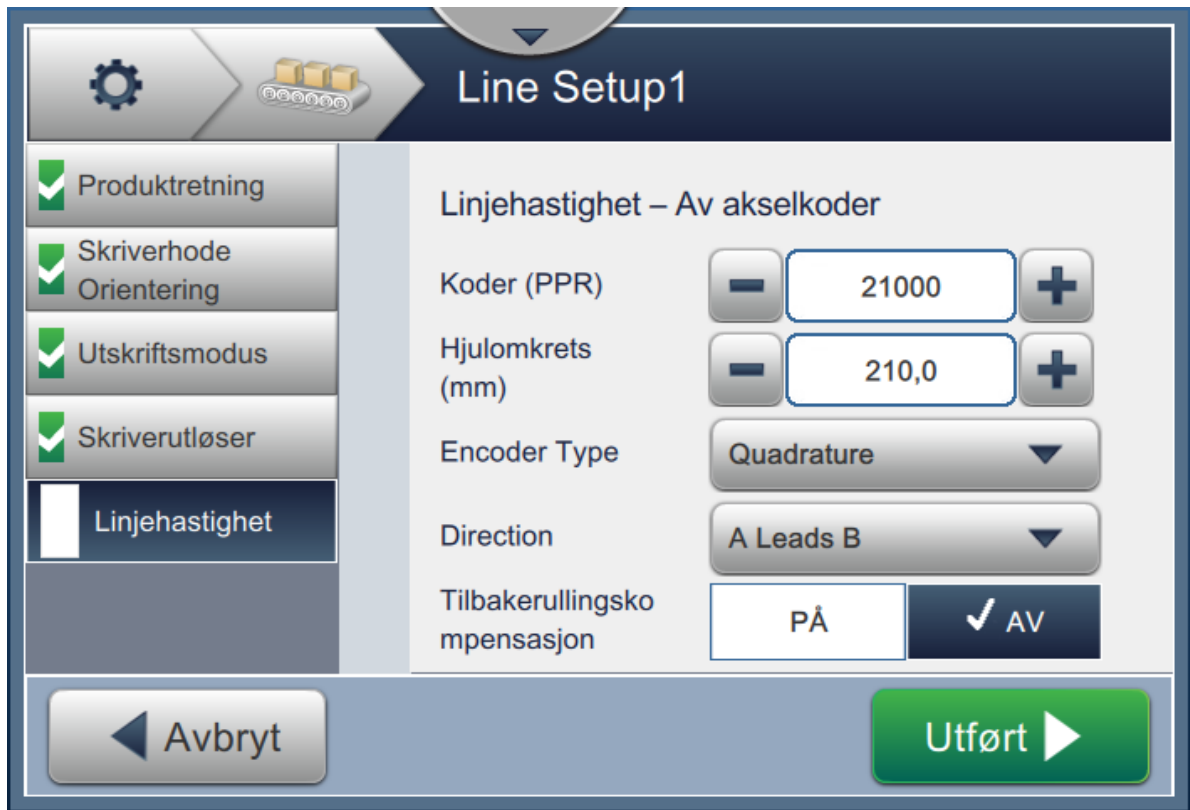 Line Setup1
Produktretning
Skriverhode
Orientering
Utskriftsmodus
Skriverutløser
Linjehastighet
Linjehastighet – Av akselkoder
Koder (PPR)
21000
Hjulomkrets
(mm)
210,0
Encoder Type
Quadrature
Direction
A Leads B
Tilbakerullingsko
mpensasjon
PÅ
AV
Avbryt
Utført